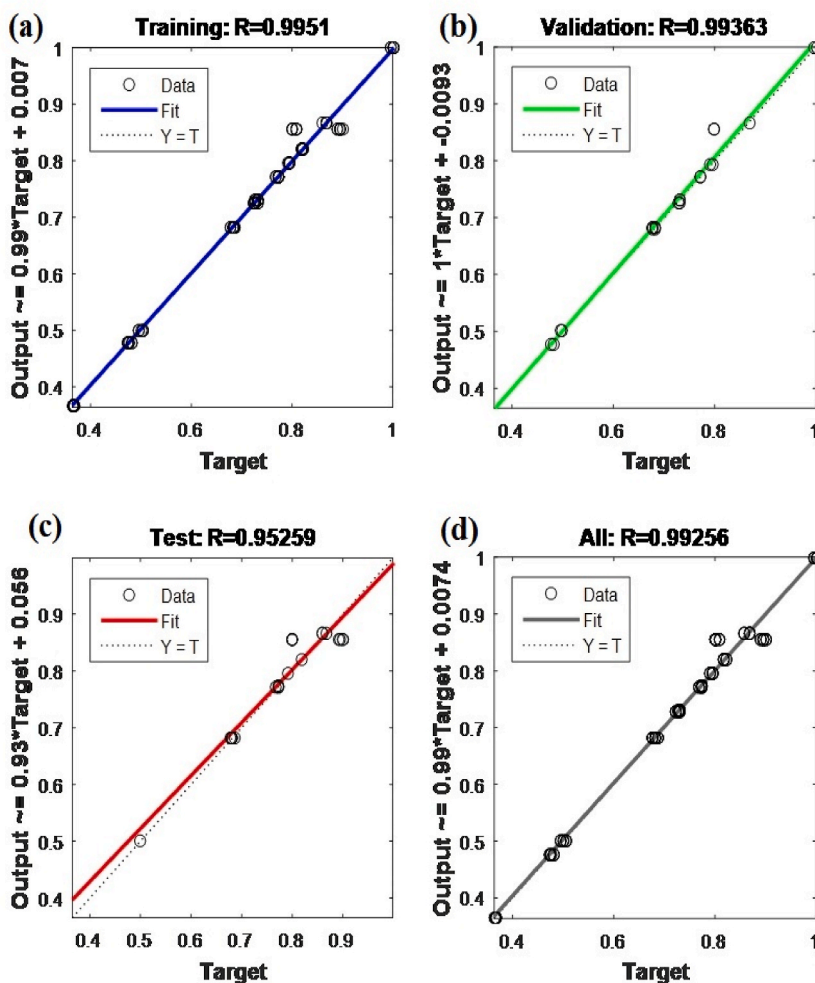 (a)
Training: R=0.9951
Output ~= 0.99*Target + 0.007
1
0.9
0.8
0.7
0.6
0.5
0.4
Data
Fit
Y = T
0.4
0.6
0.8
1
Target
(b)
Validation: R=0.99363
Output ~= 1*Target + -0.0093
1
0.9
0.8
0.7
0.6
0.5
0.4
Data
Fit
Y = T
0.4
0.6
0.8
1
Target
(c)
Test: R=0.95259
Output ~= 0.93*Target + 0.056
0.9
0.8
0.7
0.6
0.5
0.4
Data
Fit
Y = T
0.4
0.5
0.6
0.7
0.8
0.9
Target
(d)
All: R=0.99256
Output ~= 0.99*Target + 0.0074
1
0.9
0.8
0.7
0.6
0.5
0.4
Data
Fit
Y = T
0.4
0.6
0.8
1
Target